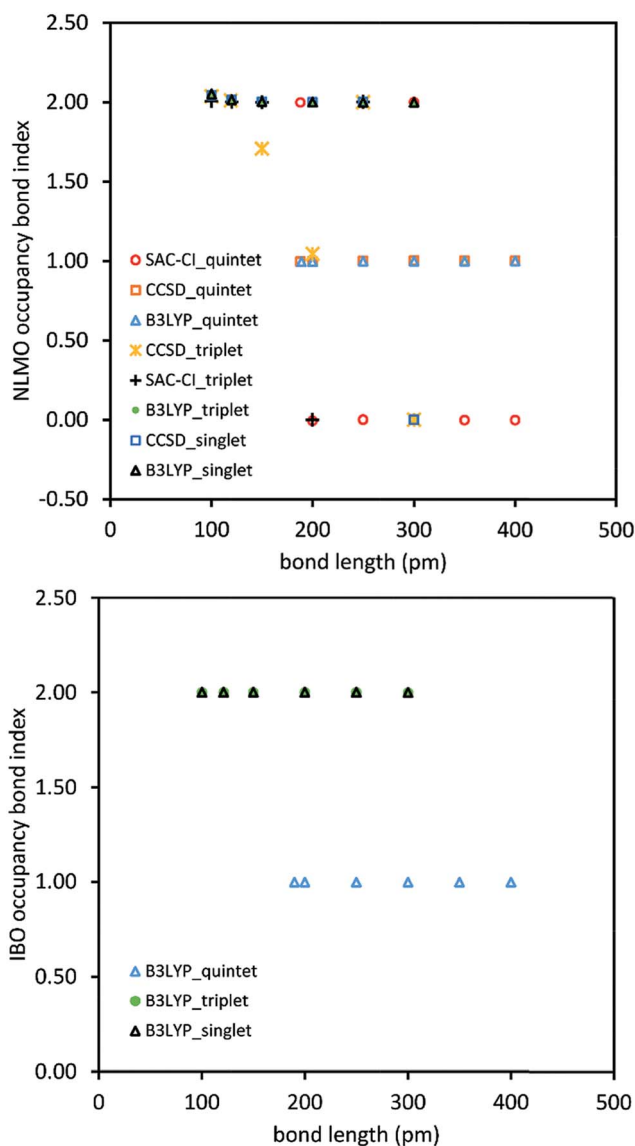 2.50
2.00
1.50
1.00
0.50
0.00
-0.50
NLMO occupancy bond index
SAC-CI_quintet
CCSD_quintet
B3LYP_quintet
CCSD_triplet
SAC-CI_triplet
B3LYP_triplet
CCSD_singlet
B3LYP_singlet
0 100 200 300 400 500
bond length (pm)
2.50
2.00
1.50
1.00
0.50
0.00
IBO occupancy bond index
B3LYP_quintet
B3LYP_triplet
B3LYP_singlet
0 100 200 300 400 500
bond length (pm)